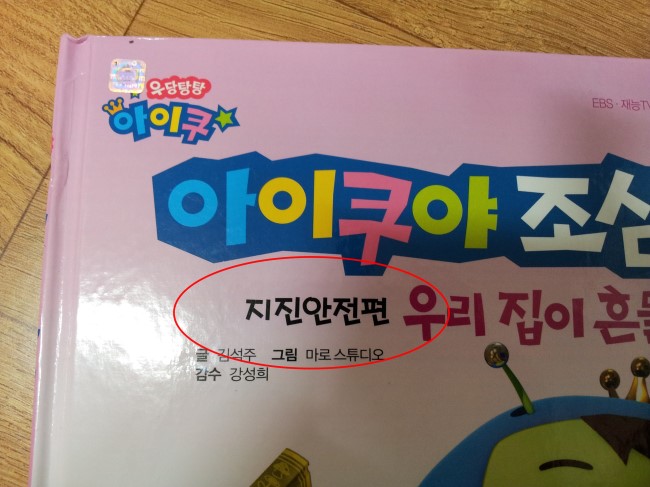 우당탕탕
아이쿠
EBS · 재능TV
아이쿠야 조심
지진안전편 우리 집이 흔들
글 김석주 그림 마로스튜디오
감수 강성희